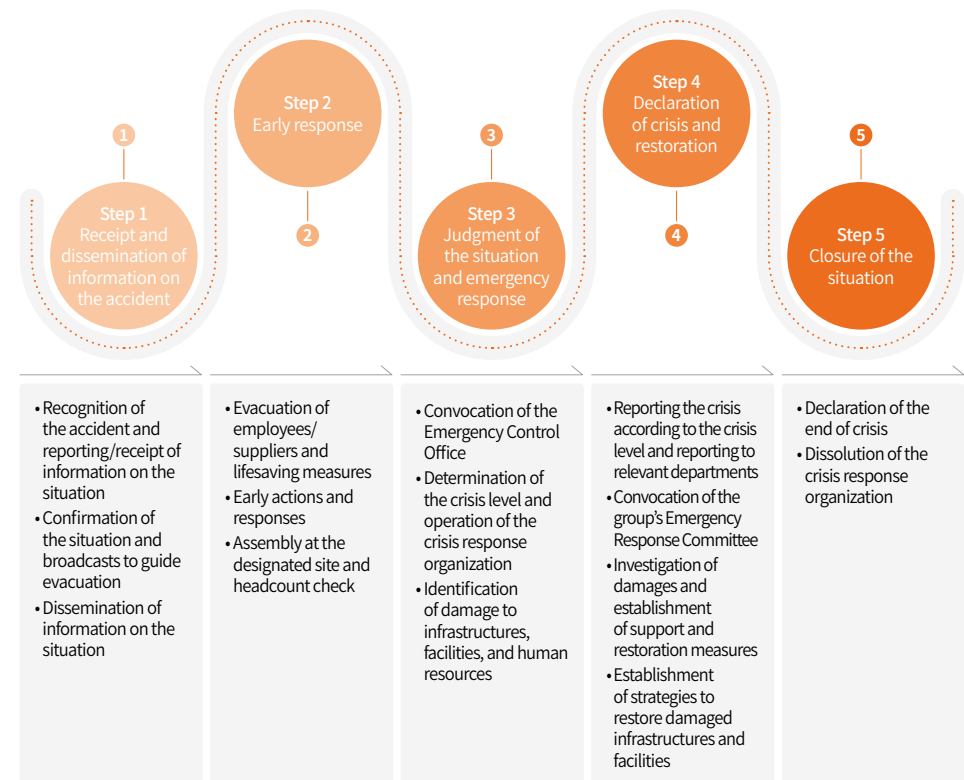 1
Step 1
Receipt and
dissemination of
information on
the accident
Step 2
Early response
2
3
Step 3
Judgment of
the situation
and emergency
response
Step 4
Declaration
of crisis and
restoration
4
5
Step 5
Closure of the
situation
• Recognition of
the accident and
reporting/receipt of
information on the
situation
• Confirmation of
the situation and
broadcasts to guide
evacuation
• Dissemination of
information on the
situation
• Evacuation of
employees/
suppliers and
lifesaving measures
• Early actions and
responses
• Assembly at the
designated site and
headcount check
• Convocation of the
Emergency Control
Office
• Determination of
the crisis level and
operation of the
crisis response
organization
• Identification
of damage to
infrastructures,
facilities, and human
resources
• Reporting the crisis
according to the crisis
level and reporting to
relevant departments
• Convocation of the
group's Emergency
Response Committee
• Investigation of
damages and
establishment
of support and
restoration measures
• Establishment
of strategies to
restore damaged
infrastructures and
facilities
• Declaration of the
end of crisis
• Dissolution of the
crisis response
organization